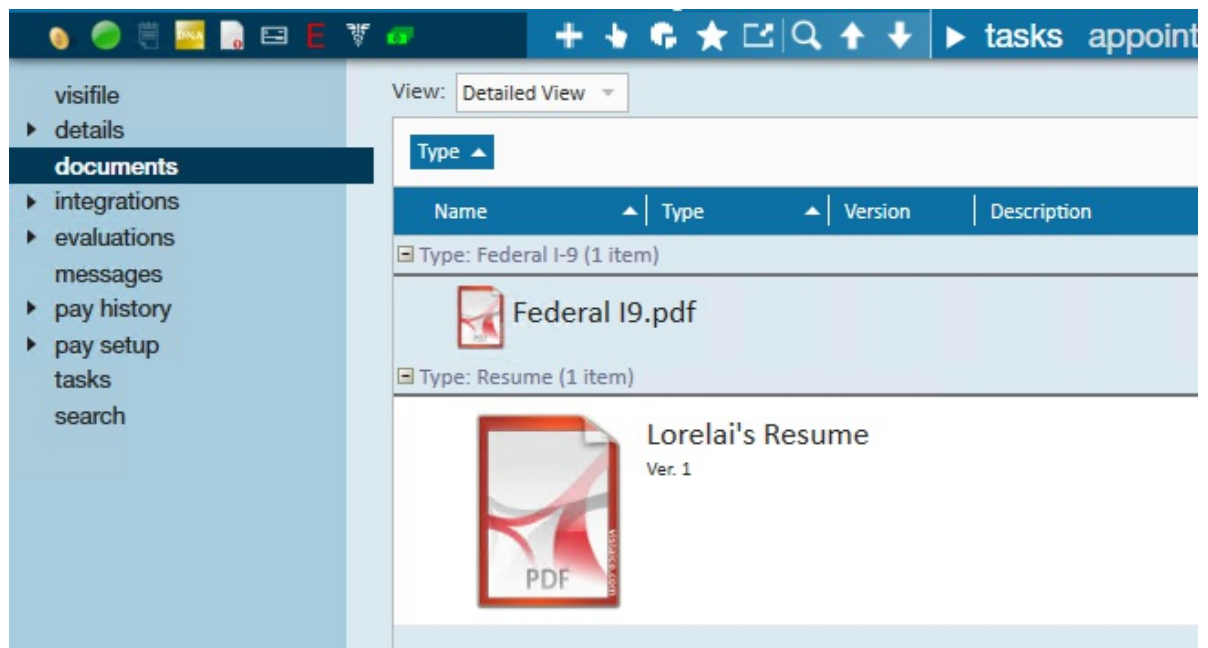 DNA
E
tasks appoint
visifile
details
documents
integrations
evaluations
messages
pay history
pay setup
tasks
search
View: Detailed View
Type
Name Type Version Description
Type: Federal I-9 (1 item)
PDF
Federal I9.pdf
Type: Resume (1 item)
Lorelai's Resume
Ver. 1
PDF